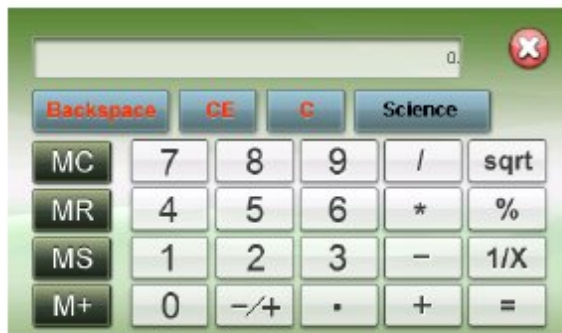 0.
Backspace CE C Science
MC 7 8 9 / sqrt
MR 4 5 6 * %
MS 1 2 3 - 1/X
M+ 0 -/+ . + =